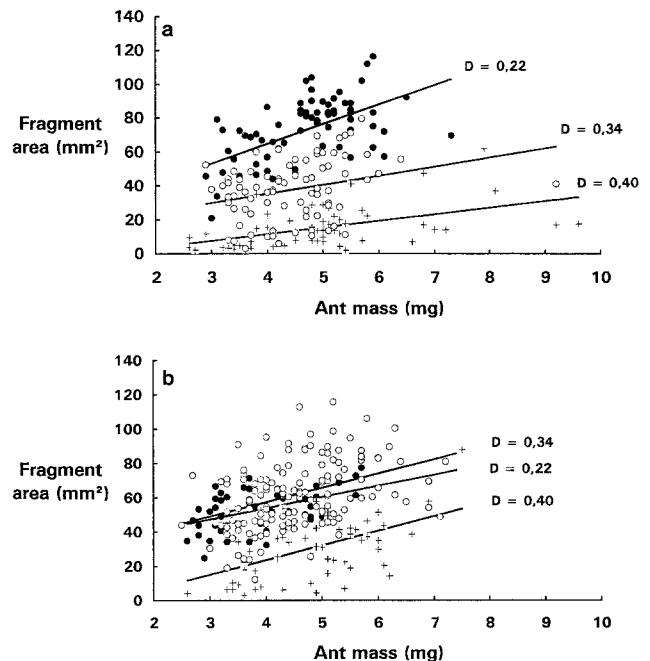 a
140
120
100
80
60
40
20
0
Fragment
area (mm²)
D = 0,22
D = 0,34
D = 0,40
2 3 4 5 6 7 8 9 10
Ant mass (mg)
b
140
120
100
80
60
40
20
0
Fragment
area (mm²)
D = 0,34
D = 0,22
D = 0,40
2 3 4 5 6 7 8 9 10
Ant mass (mg)